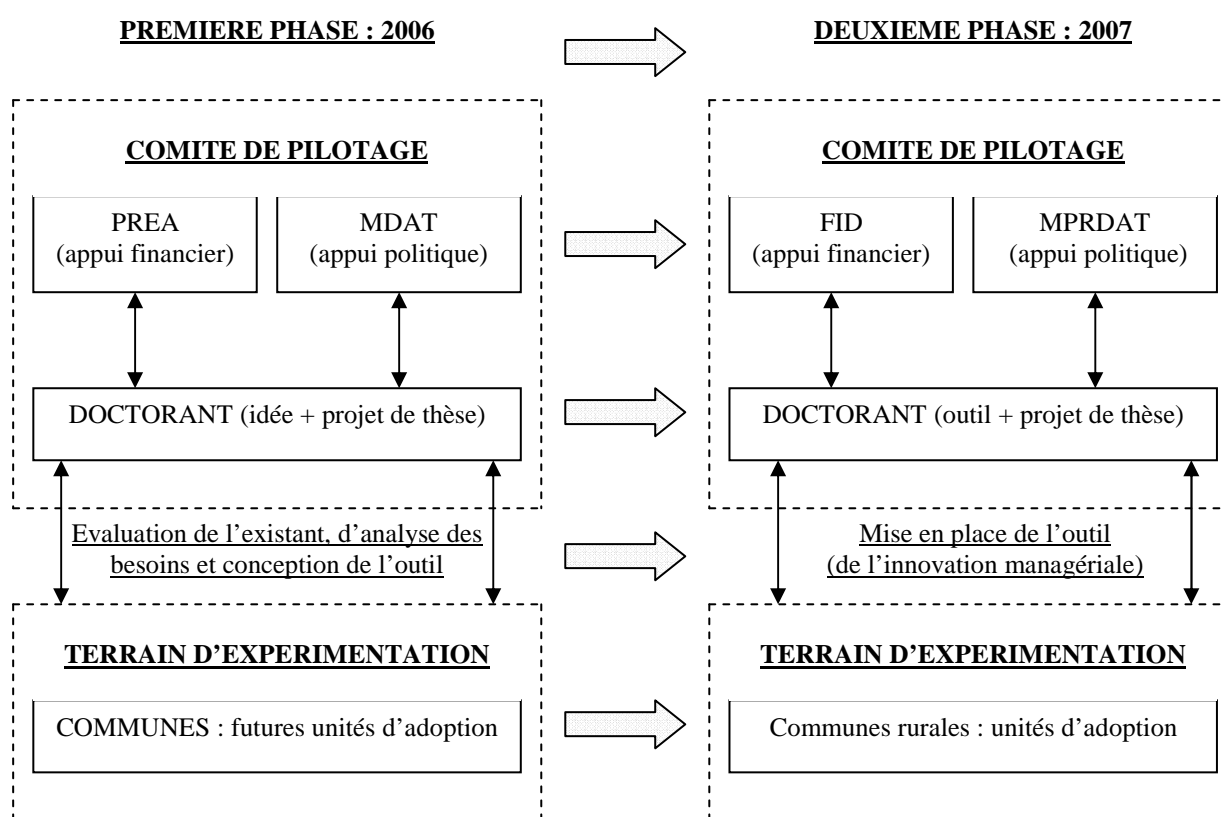 PREMIERE PHASE : 2006
DEUXIEME PHASE : 2007
COMITE DE PILOTAGE
PREA
(appui financier)
MDAT
(appui politique)
DOCTORANT (idée + projet de thèse)
Evaluation de l’existant, d’analyse des
besoins et conception de l’outil
TERRAIN D’EXPERIMENTATION
COMMUNES : futures unités d’adoption
COMITE DE PILOTAGE
FID
(appui financier)
MPRDAT
(appui politique)
DOCTORANT (outil + projet de thèse)
Mise en place de l’outil
(de l’innovation managériale)
TERRAIN D’EXPERIMENTATION
Communes rurales : unités d’adoption